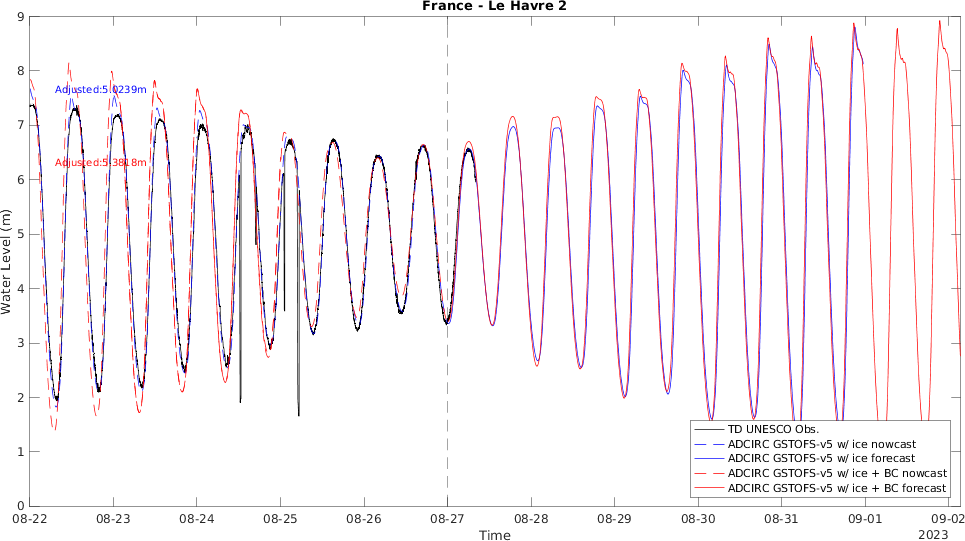 France - Le Havre 2
9
8
7
6
5
4
3
2
1
0
Water Level (m)
Adjusted:5.0239m
Adjusted:5.3818m
TD UNESCO Obs.
ADCIRC GSTOFS-v5 w/ ice nowcast
ADCIRC GSTOFS-v5 w/ ice forecast
ADCIRC GSTOFS-v5 w/ ice + BC nowcast
ADCIRC GSTOFS-v5 w/ ice + BC forecast
08-22 08-23 08-24 08-25 08-26 08-27 08-28 08-29 08-30 08-31 09-01 09-02
Time
2023